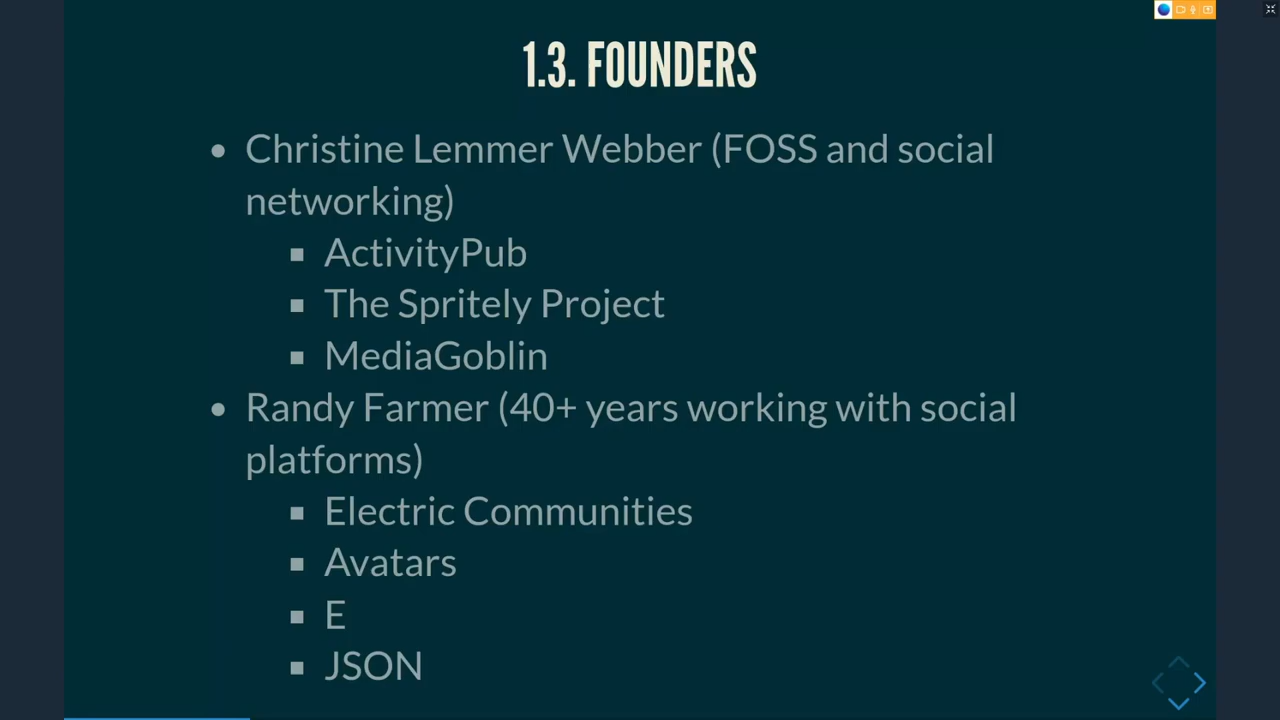 1.3. FOUNDERS
Christine Lemmer Webber (FOSS and social
networking)
ActivityPub
The Spritely Project
MediaGoblin
Randy Farmer (40+ years working with social
platforms)
Electric Communities
Avatars
E
JSON